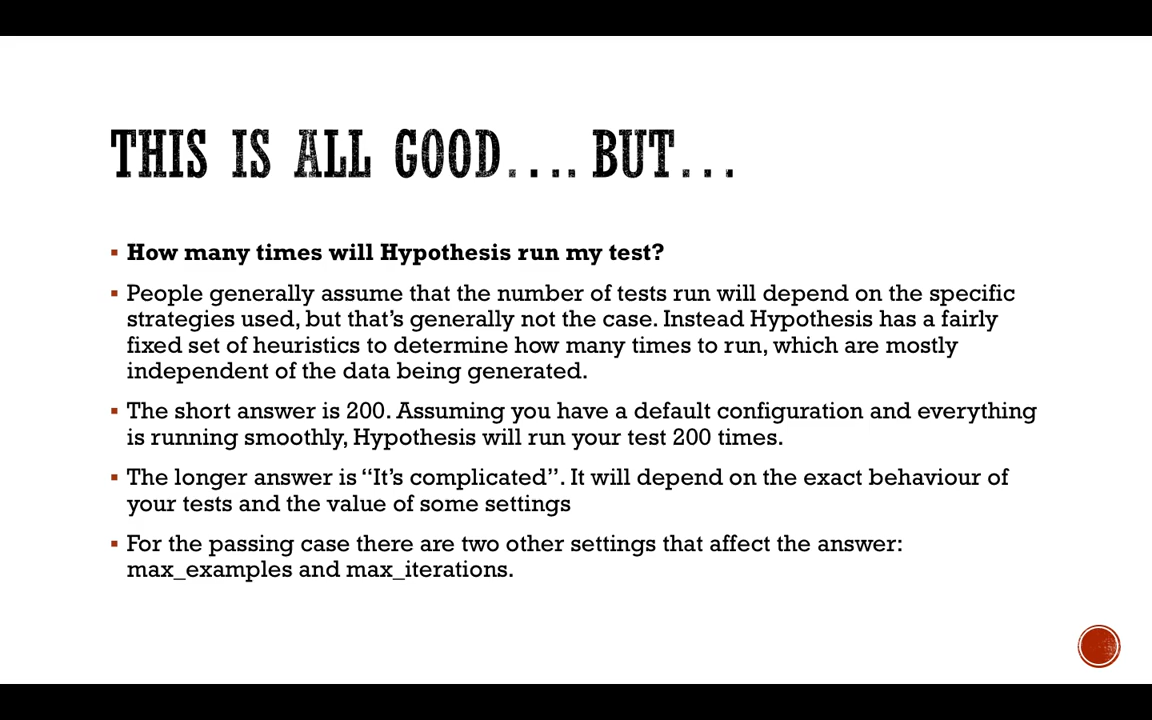 THIS IS ALL GOOD.... BUT...
▪ How many times will Hypothesis run my test?
▪ People generally assume that the number of tests run will depend on the specific
strategies used, but that’s generally not the case. Instead Hypothesis has a fairly
fixed set of heuristics to determine how many times to run, which are mostly
independent of the data being generated.
▪ The short answer is 200. Assuming you have a default configuration and everything
is running smoothly, Hypothesis will run your test 200 times.
▪ The longer answer is “It’s complicated”. It will depend on the exact behaviour of
your tests and the value of some settings
▪ For the passing case there are two other settings that affect the answer:
max_examples and max_iterations.